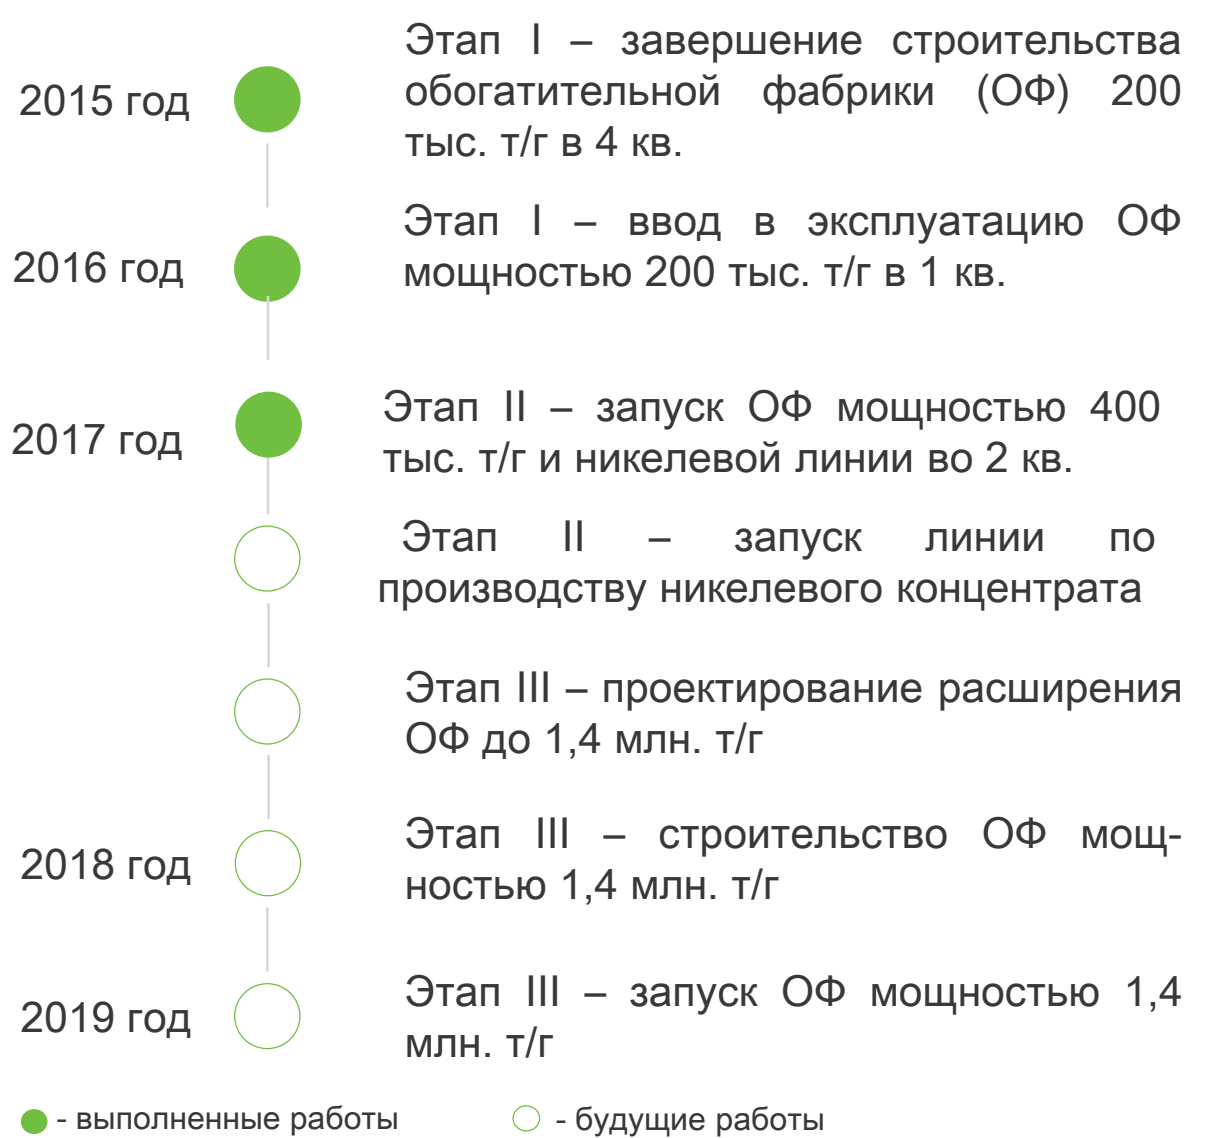 2015 год
Этап I – завершение строительства
обогатительной фабрики (ОФ) 200
тыс. т/г в 4 кв.
2016 год
Этап I – ввод в эксплуатацию ОФ
мощностью 200 тыс. т/г в 1 кв.
2017 год
Этап II – запуск ОФ мощностью 400
тыс. т/г и никелевой линии во 2 кв.
Этап II – запуск линии по
производству никелевого концентрата
Этап III – проектирование расширения
ОФ до 1,4 млн. т/г
2018 год
Этап III – строительство ОФ мощ-
ностью 1,4 млн. т/г
2019 год
Этап III – запуск ОФ мощностью 1,4
млн. т/г
- выполненные работы
- будущие работы